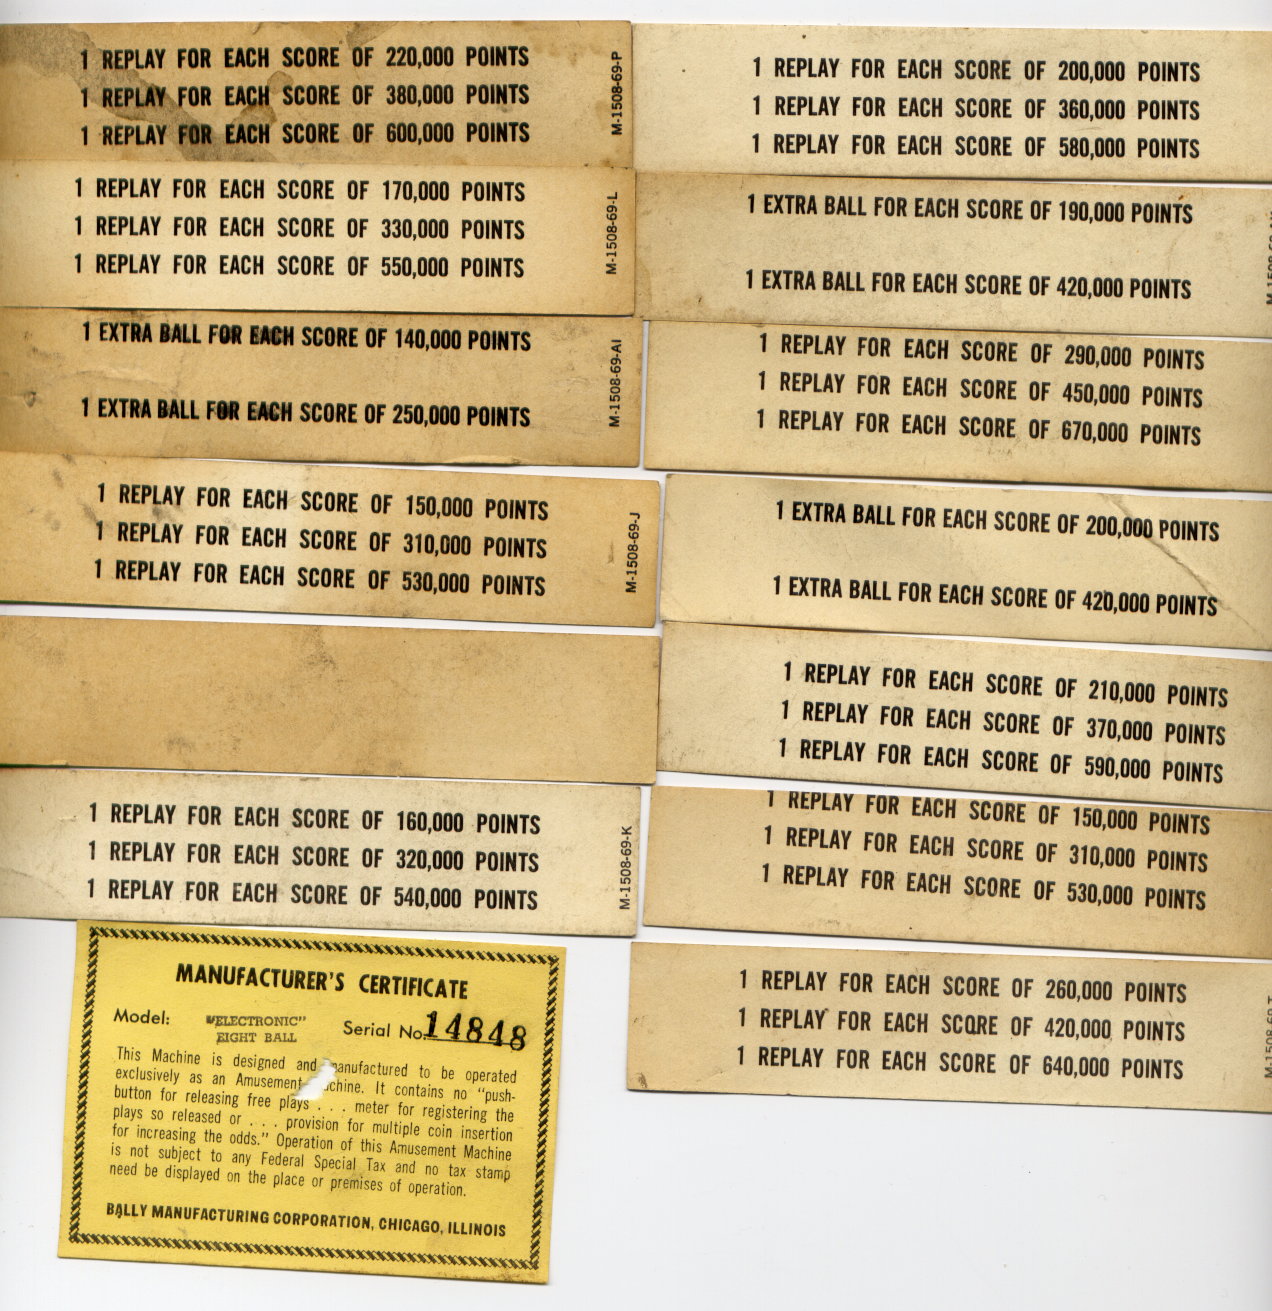 1 REPLAY FOR EACH SCORE OF 220,000 POINTS
1 REPLAY FOR EACH SCORE OF 380,000 POINTS
1 REPLAY FOR EACH SCORE OF 600,000 POINTS
M-1508-69-P
1 REPLAY FOR EACH SCORE OF 170,000 POINTS
1 REPLAY FOR EACH SCORE OF 330,000 POINTS
1 REPLAY FOR EACH SCORE OF 550,000 POINTS
M-1508-69-L
1 EXTRA BALL FOR EACH SCORE OF 140,000 POINTS
1 EXTRA BALL FOR EACH SCORE OF 250,000 POINTS
M-1508-69-AI
1 REPLAY FOR EACH SCORE OF 150,000 POINTS
1 REPLAY FOR EACH SCORE OF 310,000 POINTS
1 REPLAY FOR EACH SCORE OF 530,000 POINTS
M-1508-69-J
1 REPLAY FOR EACH SCORE OF 160,000 POINTS
1 REPLAY FOR EACH SCORE OF 320,000 POINTS
1 REPLAY FOR EACH SCORE OF 540,000 POINTS
M-1508-69-K
MANUFACTURER'S CERTIFICATE
Model: "ELECTRONIC" EIGHT BALL Serial No. 14848
This Machine is designed and manufactured to be operated
exclusively as an Amusement Machine. It contains no "push-
button for releasing free plays . . . meter for registering the
plays so released or . . . provision for multiple coin insertion
for increasing the odds." Operation of this Amusement Machine
is not subject to any Federal Special Tax and no tax stamp
need be displayed on the place or premises of operation.
BALLY MANUFACTURING CORPORATION, CHICAGO, ILLINOIS
1 REPLAY FOR EACH SCORE OF 200,000 POINTS
1 REPLAY FOR EACH SCORE OF 360,000 POINTS
1 REPLAY FOR EACH SCORE OF 580,000 POINTS
1 EXTRA BALL FOR EACH SCORE OF 190,000 POINTS
1 EXTRA BALL FOR EACH SCORE OF 420,000 POINTS
1 REPLAY FOR EACH SCORE OF 290,000 POINTS
1 REPLAY FOR EACH SCORE OF 450,000 POINTS
1 REPLAY FOR EACH SCORE OF 670,000 POINTS
1 EXTRA BALL FOR EACH SCORE OF 200,000 POINTS
1 EXTRA BALL FOR EACH SCORE OF 420,000 POINTS
1 REPLAY FOR EACH SCORE OF 210,000 POINTS
1 REPLAY FOR EACH SCORE OF 370,000 POINTS
1 REPLAY FOR EACH SCORE OF 590,000 POINTS
1 REPLAY FOR EACH SCORE OF 150,000 POINTS
1 REPLAY FOR EACH SCORE OF 310,000 POINTS
1 REPLAY FOR EACH SCORE OF 530,000 POINTS
1 REPLAY FOR EACH SCORE OF 260,000 POINTS
1 REPLAY FOR EACH SCORE OF 420,000 POINTS
1 REPLAY FOR EACH SCORE OF 640,000 POINTS